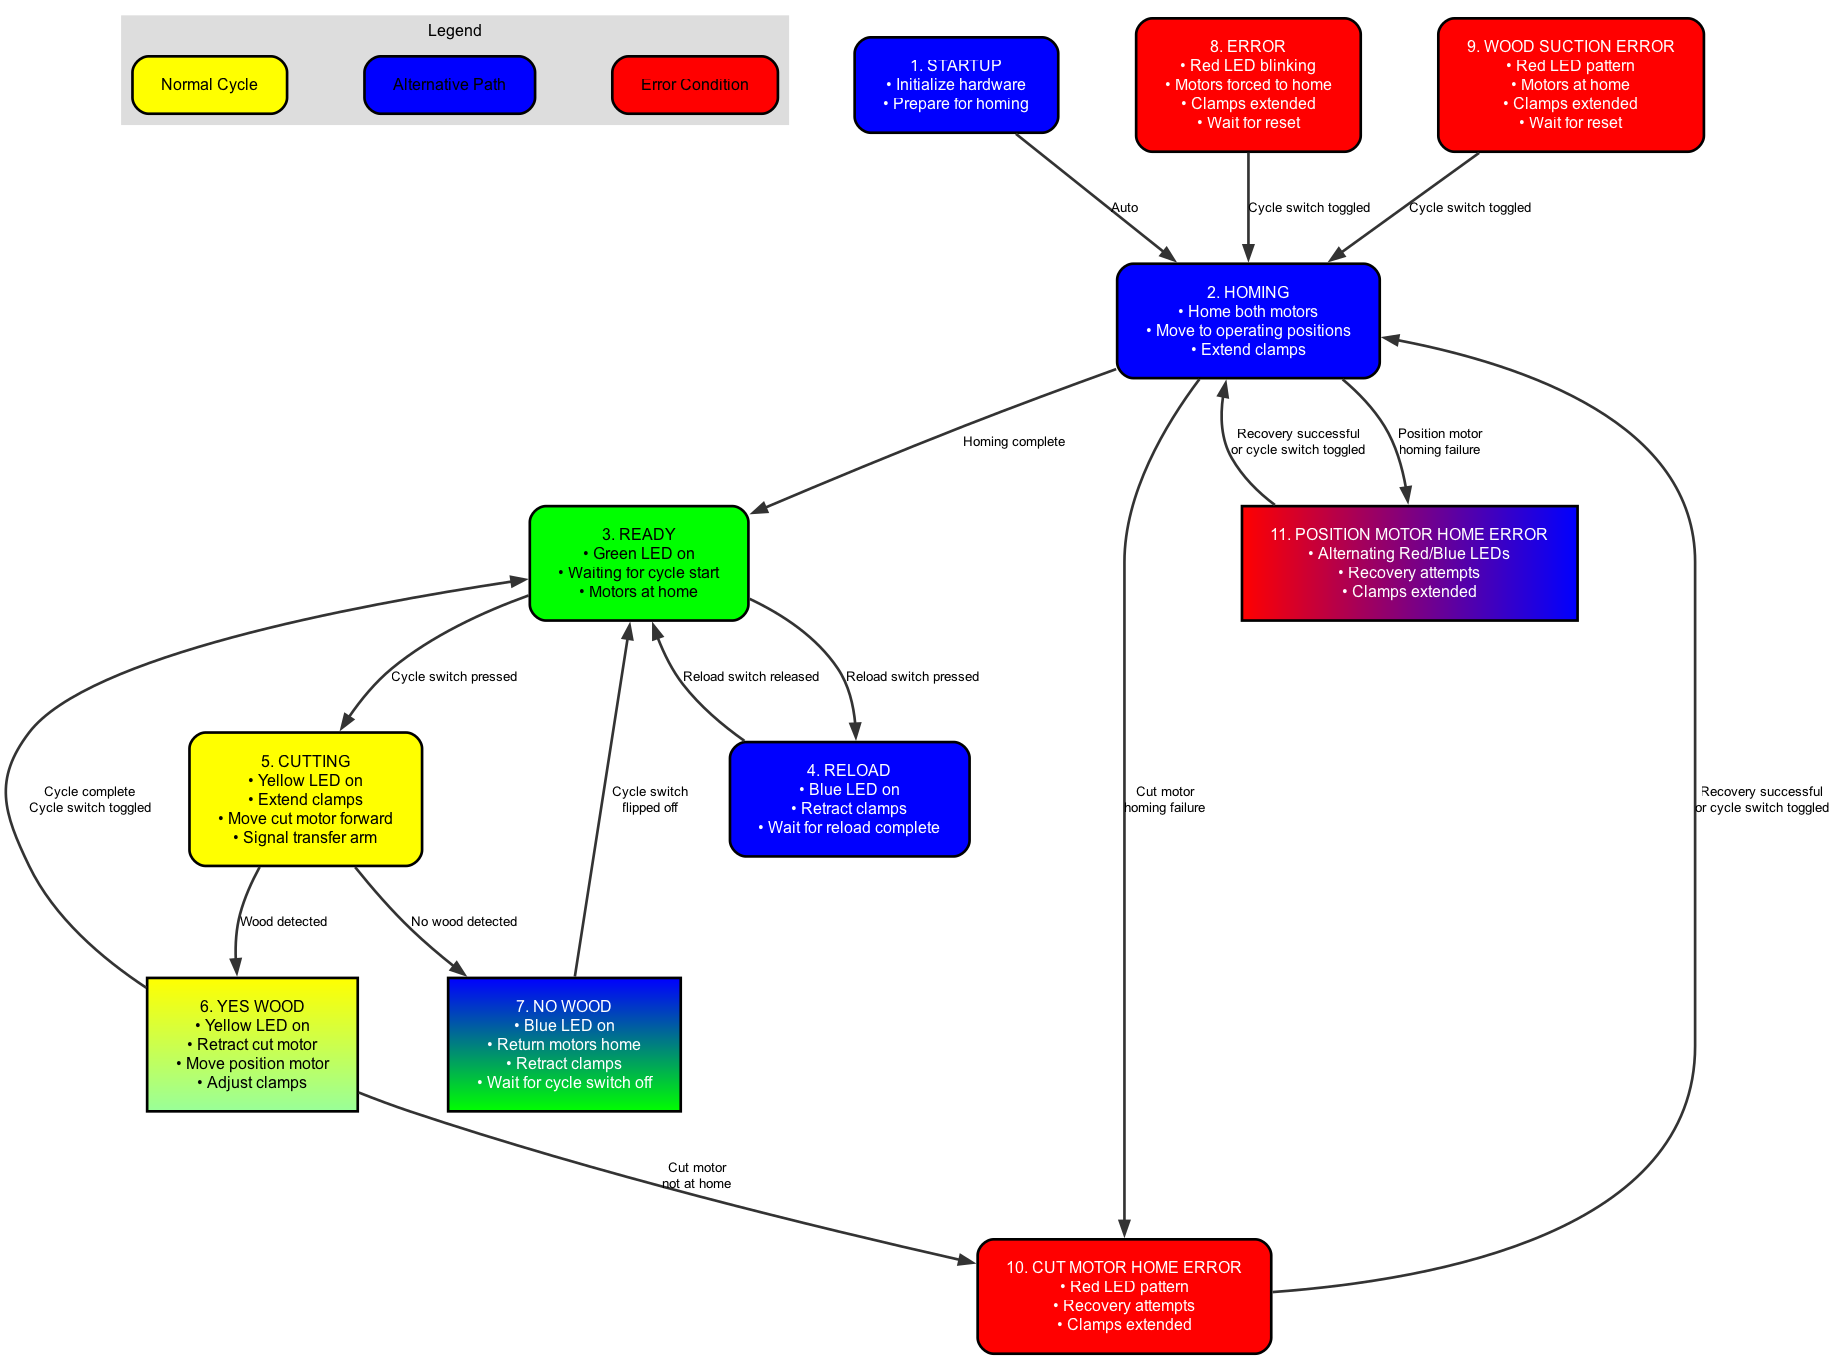 Legend
Normal Cycle
Alternative Path
Error Condition
1. STARTUP
• Initialize hardware
• Prepare for homing
8. ERROR
• Red LED blinking
• Motors forced to home
• Clamps extended
• Wait for reset
9. WOOD SUCTION ERROR
• Red LED pattern
• Motors at home
• Clamps extended
• Wait for reset
Auto
Cycle switch toggled
Cycle switch toggled
2. HOMING
• Home both motors
• Move to operating positions
• Extend clamps
Homing complete
Recovery successful
or cycle switch toggled
Position motor
homing failure
3. READY
• Green LED on
• Waiting for cycle start
• Motors at home
11. POSITION MOTOR HOME ERROR
• Alternating Red/Blue LEDs
• Recovery attempts
• Clamps extended
Cycle switch pressed
Reload switch released
Reload switch pressed
Cycle complete
Cycle switch toggled
5. CUTTING
• Yellow LED on
• Extend clamps
• Move cut motor forward
• Signal transfer arm
Cycle switch
flipped off
4. RELOAD
• Blue LED on
• Retract clamps
• Wait for reload complete
Cut motor
homing failure
Recovery successful
or cycle switch toggled
Wood detected
No wood detected
6. YES WOOD
• Yellow LED on
• Retract cut motor
• Move position motor
• Adjust clamps
7. NO WOOD
• Blue LED on
• Return motors home
• Retract clamps
• Wait for cycle switch off
Cut motor
not at home
10. CUT MOTOR HOME ERROR
• Red LED pattern
• Recovery attempts
• Clamps extended